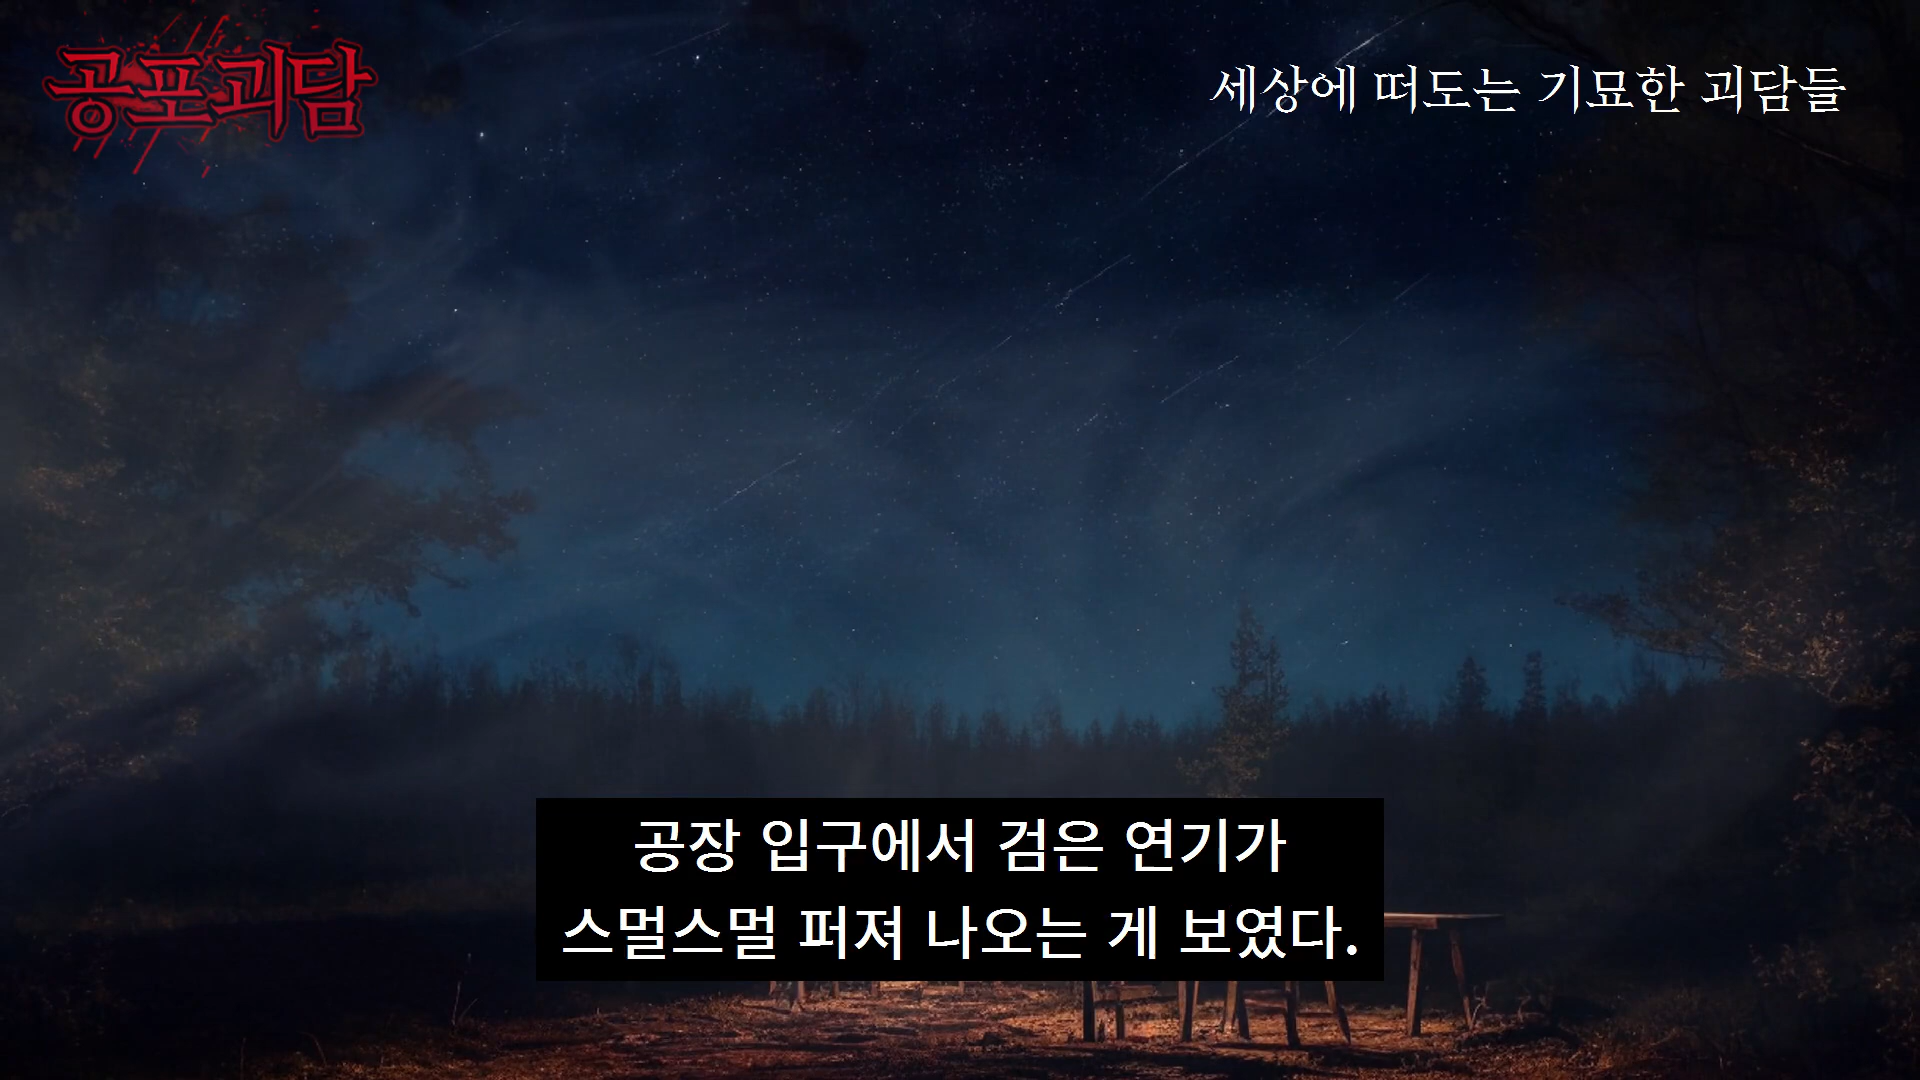 공포괴담
세상에 떠도는 기묘한 괴담들
공장 입구에서 검은 연기가
스멀스멀 퍼져 나오는 게 보였다.